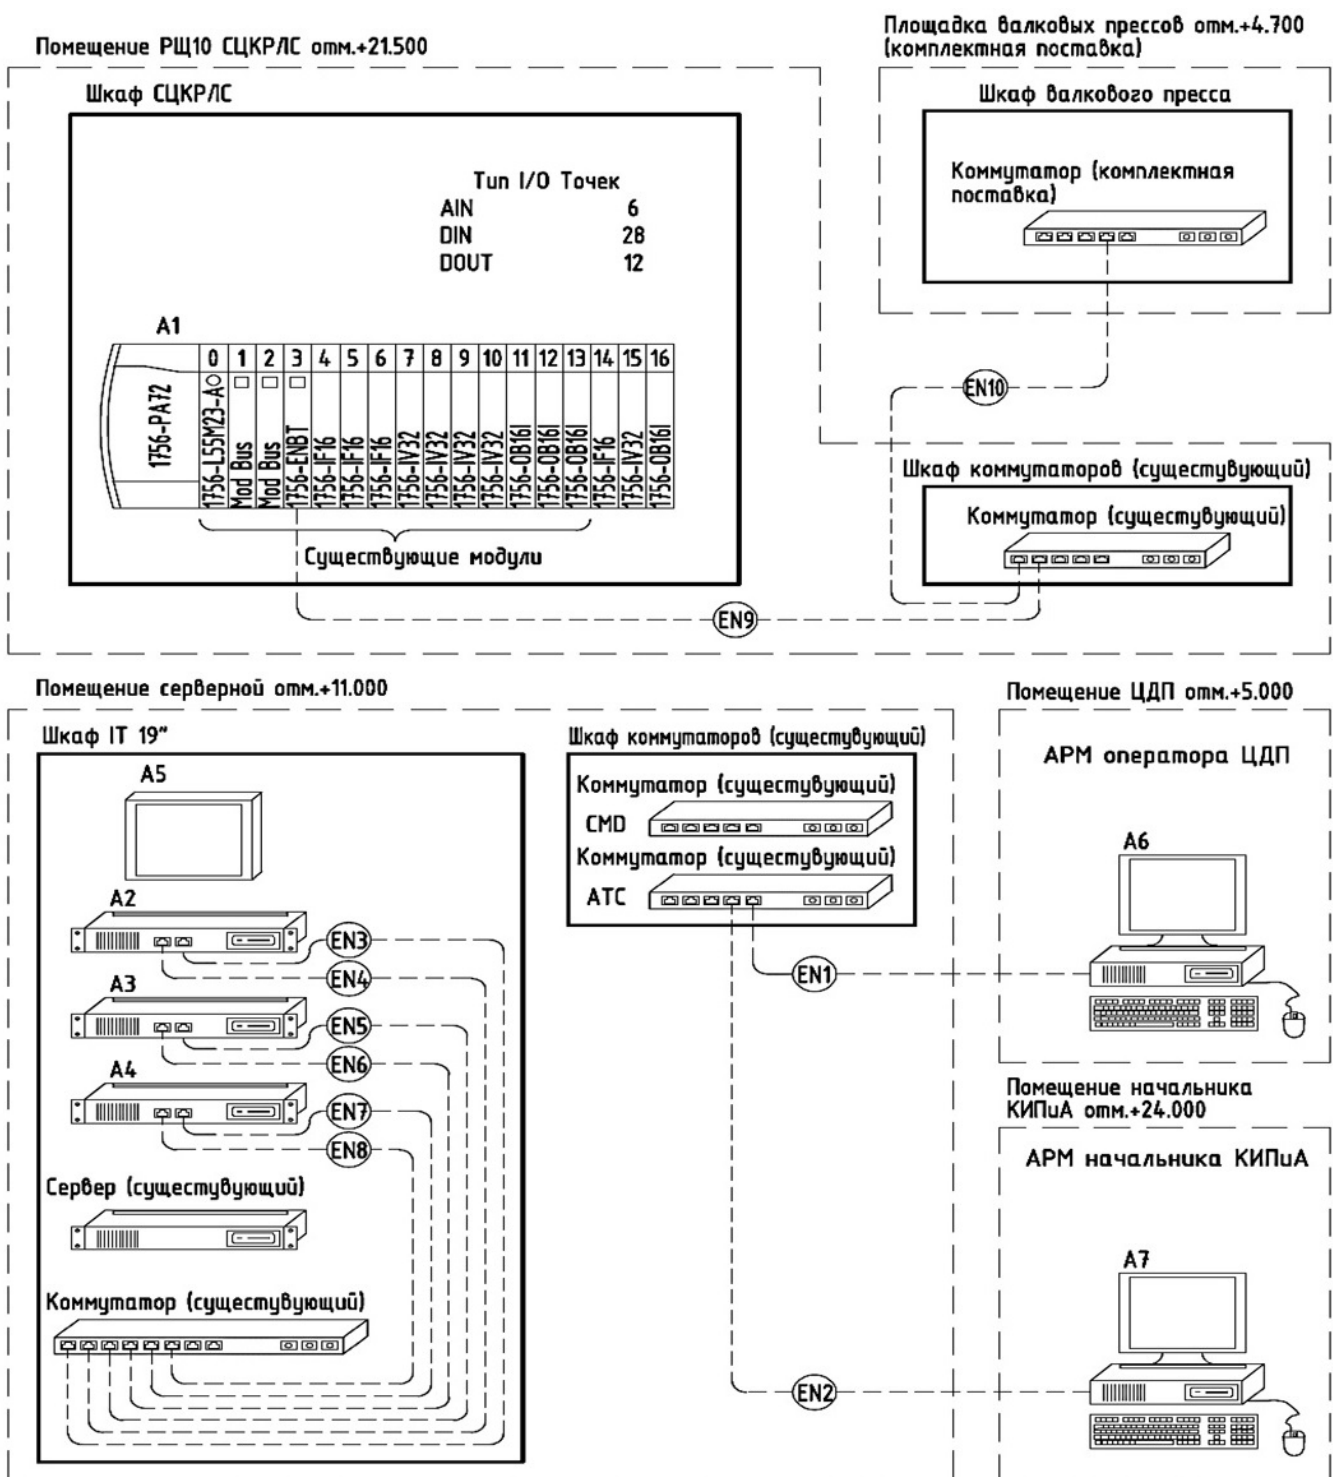 Помещение РЩ10 СЦКРЛС отм.+21.500
Шкаф СЦКРЛС
Тип I/O Точек
AIN 6
DIN 28
DOUT 12
A1
0 1 2 3 4 5 6 7 8 9 10 11 12 13 14 15 16
1756-PA72
1756-L55M23-A
Mod Bus
Mod Bus
1756-ENBT
1756-IF16
1756-IF16
1756-IF16
1756-IV32
1756-IV32
1756-IV32
1756-IV32
1756-OB16I
1756-OB16I
1756-OB16I
1756-IF16
1756-IV32
1756-OB16I
Существующие модули
EN9
Площадка валковых прессов отм.+4.700
(комплектная поставка)
Шкаф валкового пресса
Коммутатор (комплектная
поставка)
EN10
Шкаф коммутаторов (существующий)
Коммутатор (существующий)
Помещение серверной отм.+11.000
Шкаф IT 19"
A5
A2
EN3
EN4
A3
EN5
EN6
A4
EN7
EN8
Сервер (существующий)
Коммутатор (существующий)
Шкаф коммутаторов (существующий)
Коммутатор (существующий)
CMD
Коммутатор (существующий)
ATC
EN1
EN2
Помещение ЦДП отм.+5.000
АРМ оператора ЦДП
A6
Помещение начальника
КИПиА отм.+24.000
АРМ начальника КИПиА
A7